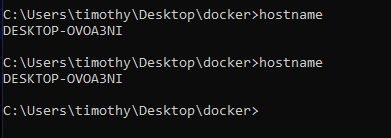 C:\Users\timothy\Desktop\docker>hostname
DESKTOP-OVOA3NI
C:\Users\timothy\Desktop\docker>hostname
DESKTOP-OVOA3NI
C:\Users\timothy\Desktop\docker>